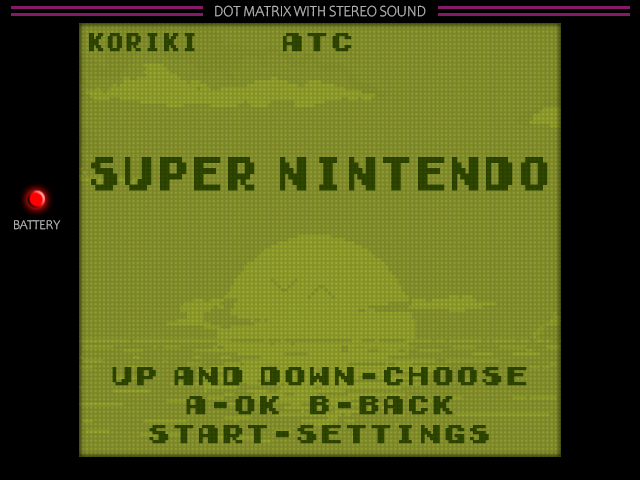 DOT MATRIX WITH STEREO SOUND
KORIKI ATC
SUPER NINTENDO
BATTERY
UP AND DOWN-CHOOSE
A-OK B-BACK
START-SETTINGS